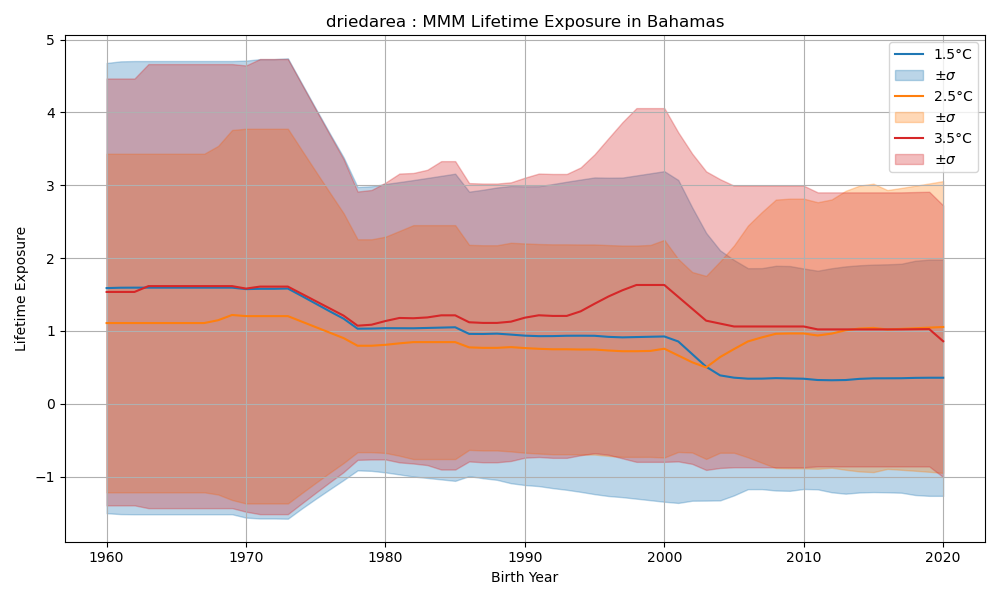 driedarea : MMM Lifetime Exposure in Bahamas
5
4
3
2
1
0
−1
Lifetime Exposure
1960
1970
1980
1990
2000
2010
2020
Birth Year
1.5°C
±σ
2.5°C
±σ
3.5°C
±σ